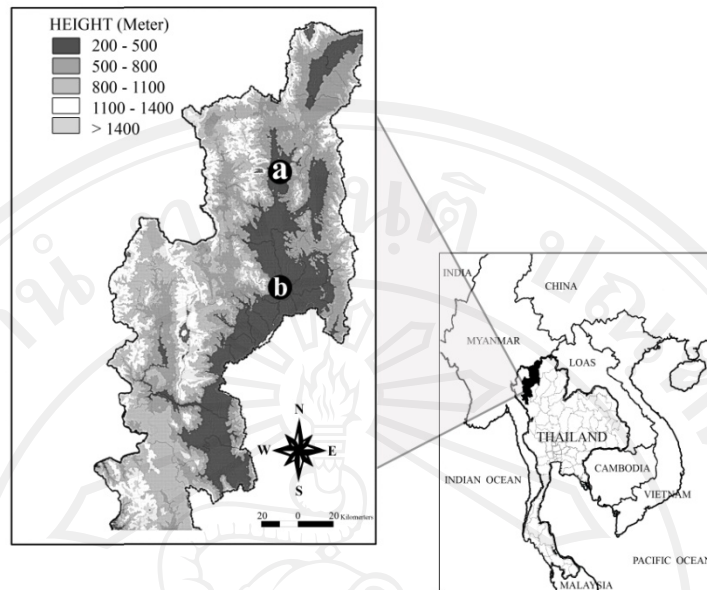 HEIGHT (Meter)
200 - 500
500 - 800
800 - 1100
1100 - 1400
> 1400
a
b
N
W E
S
20 0 20 Kilometers
INDIA
CHINA
MYANMAR
LOAS
THAILAND
CAMBODIA
VIETNAM
INDIAN OCEAN
PACIFIC OCEAN
MALAYSIA